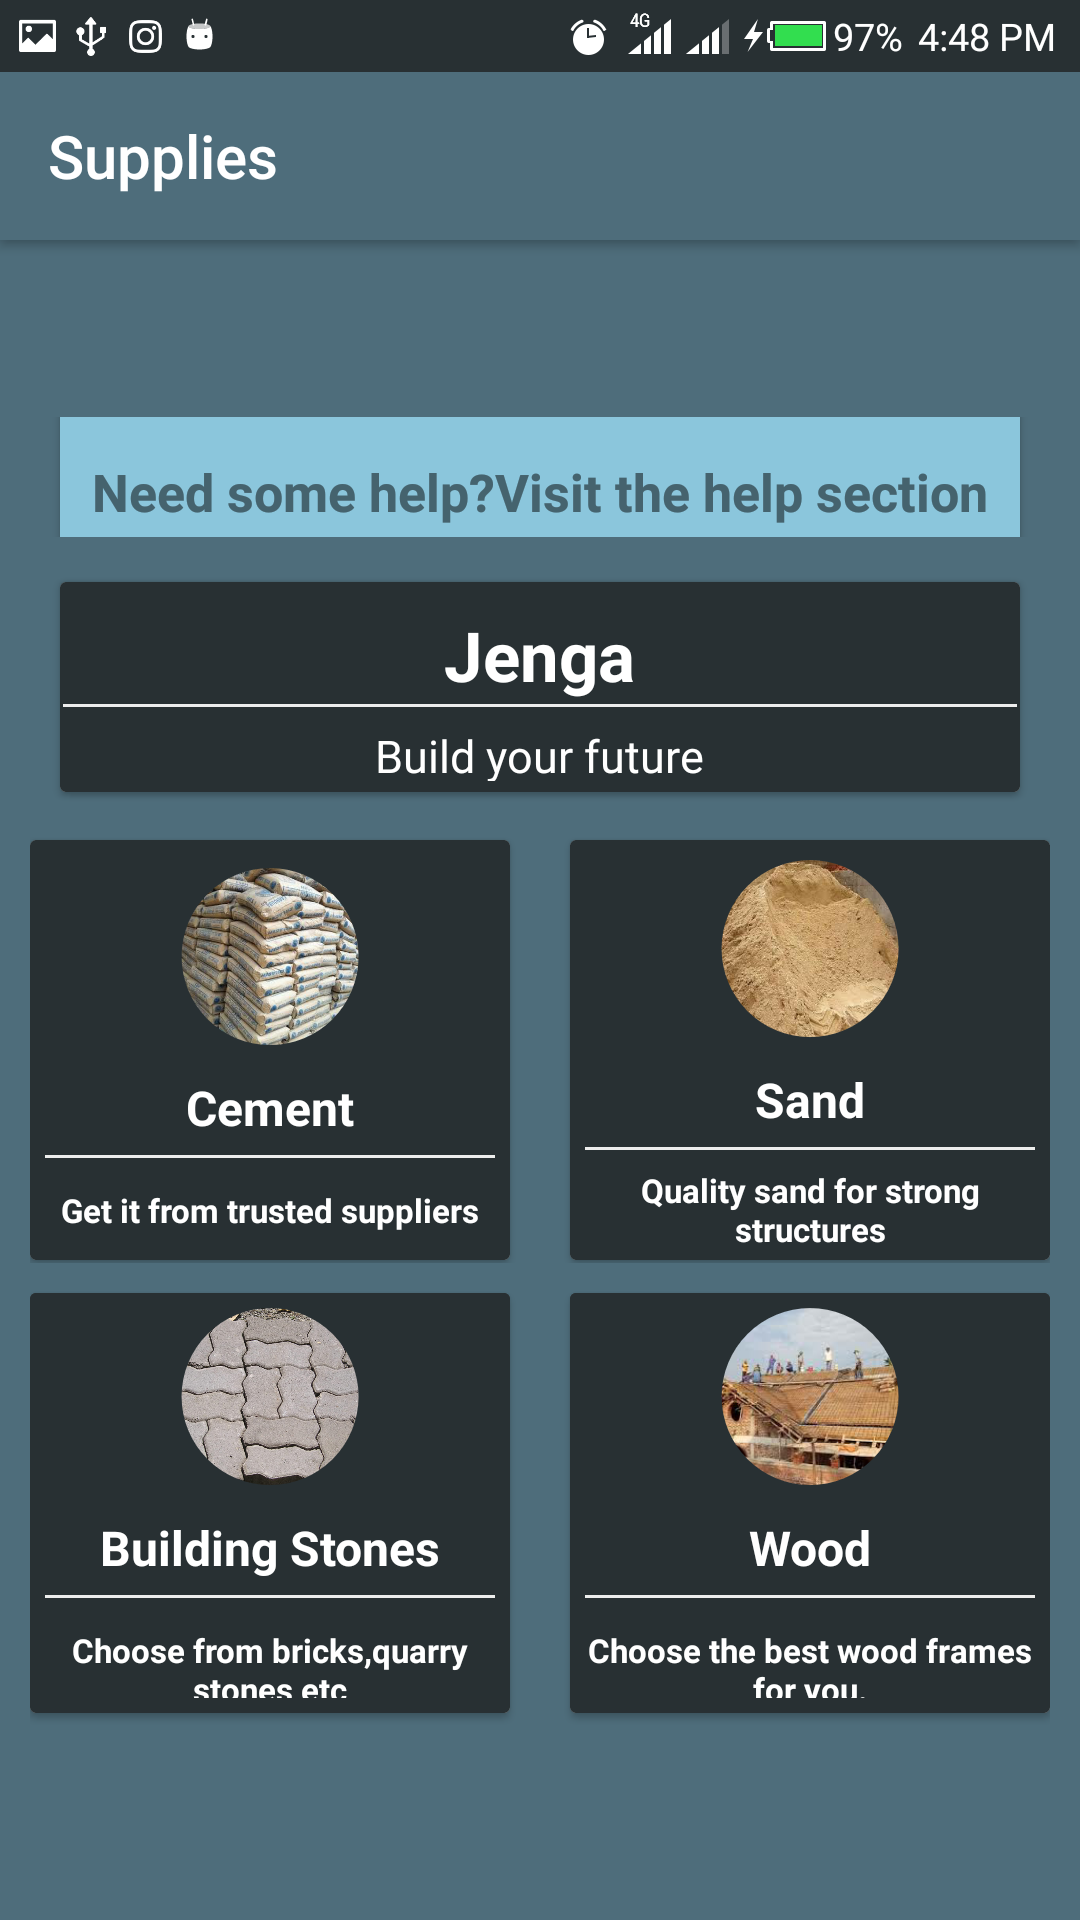 4G 97% 4:48 PM
Supplies
Need some help?Visit the help section
Jenga
Build your future
Cement
Get it from trusted suppliers
Sand
Quality sand for strong
structures
Building Stones
Choose from bricks,quarry
stones etc
Wood
Choose the best wood frames
for you.